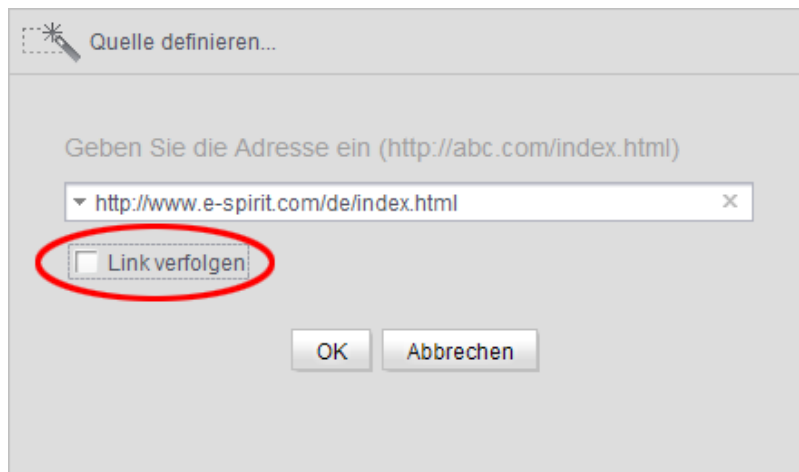 Quelle definieren...
Geben Sie die Adresse ein (http://abc.com/index.html)
http://www.e-spirit.com/de/index.html
Link verfolgen
OK Abbrechen